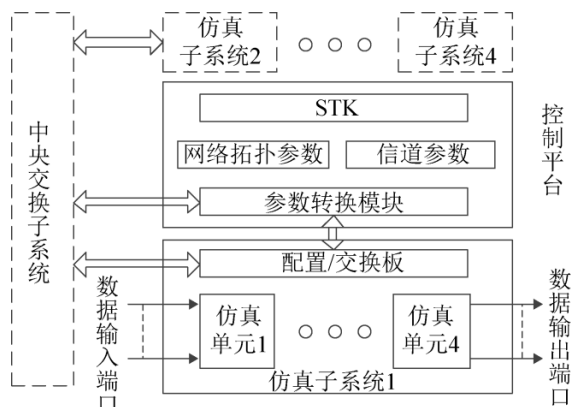 仿真
子系统2
仿真
子系统4
STK
网络拓扑参数
信道参数
参数转换模块
控制平台
中央交换子系统
配置/交换板
数据输入端口
仿真
单元1
仿真
单元4
数据输出端口
仿真子系统1